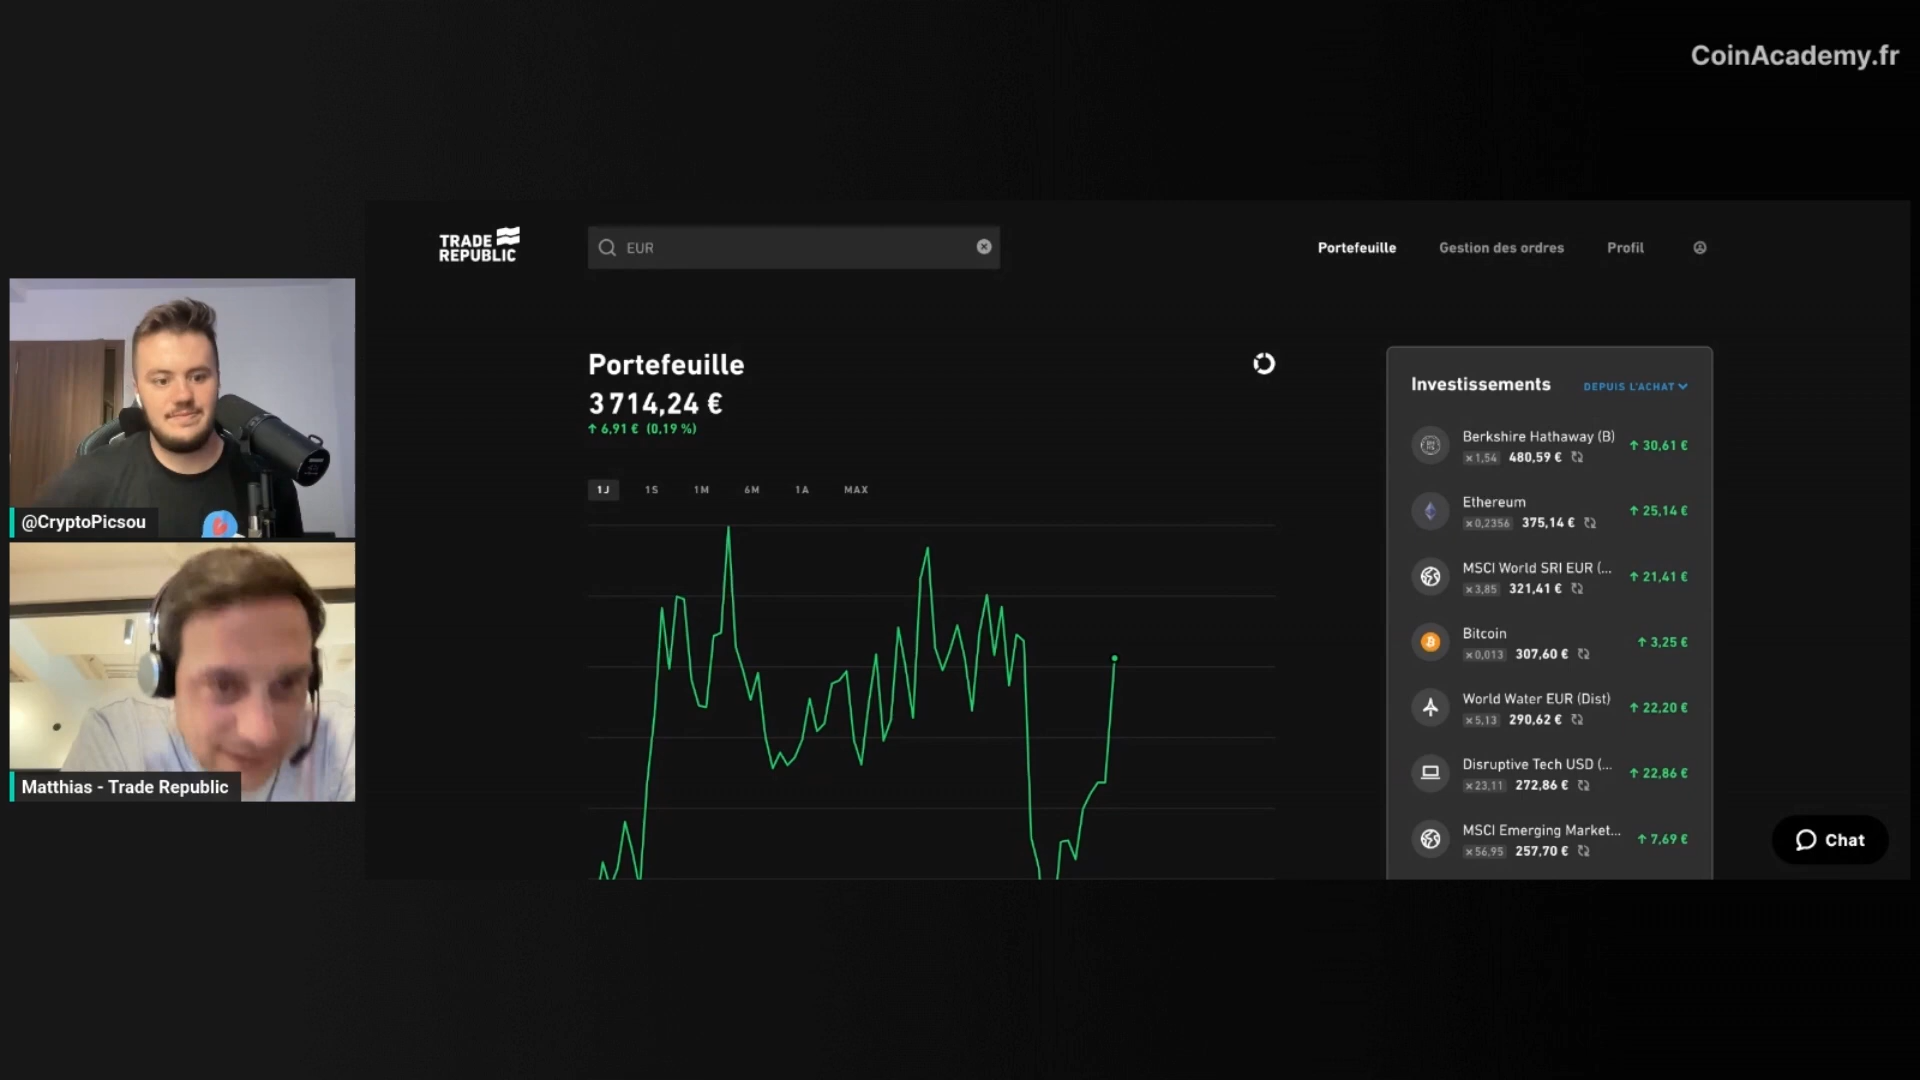 CoinAcademy.fr
TRADE
REPUBLIC
EUR
Portefeuille
Gestion des ordres
Profil
@CryptoPicsou
Matthias - Trade Republic
Portefeuille
3 714,24 €
↑ 6,91 € (0,19 %)
1J 1S 1M 6M 1A MAX
Investissements
DEPUIS L'ACHAT
Berkshire Hathaway (B)
×1,54 480,59 €
↑ 30,61 €
Ethereum
×0,2356 375,14 €
↑ 25,14 €
MSCI World SRI EUR (...
×3,85 321,41 €
↑ 21,41 €
Bitcoin
×0,013 307,60 €
↑ 3,25 €
World Water EUR (Dist)
×5,13 290,62 €
↑ 22,20 €
Disruptive Tech USD (...
×23,11 272,86 €
↑ 22,86 €
MSCI Emerging Market...
×56,95 257,70 €
↑ 7,69 €
Chat